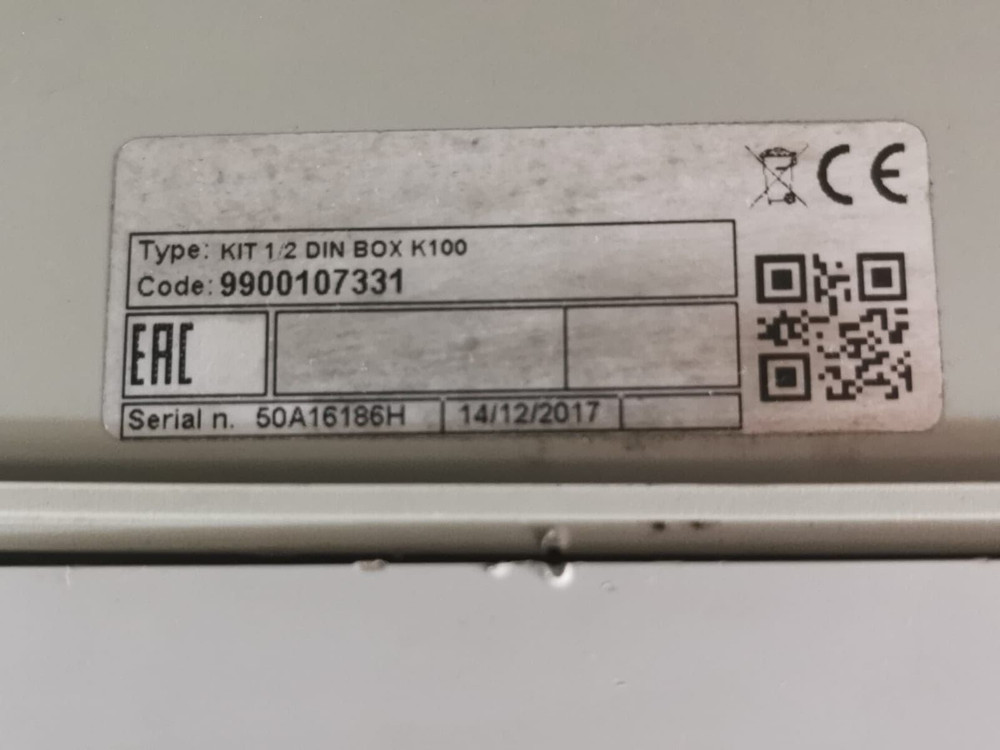 CE
Type: KIT 1/2 DIN BOX K100
Code: 9900107331
EAC
Serial n. 50A16186H 14/12/2017